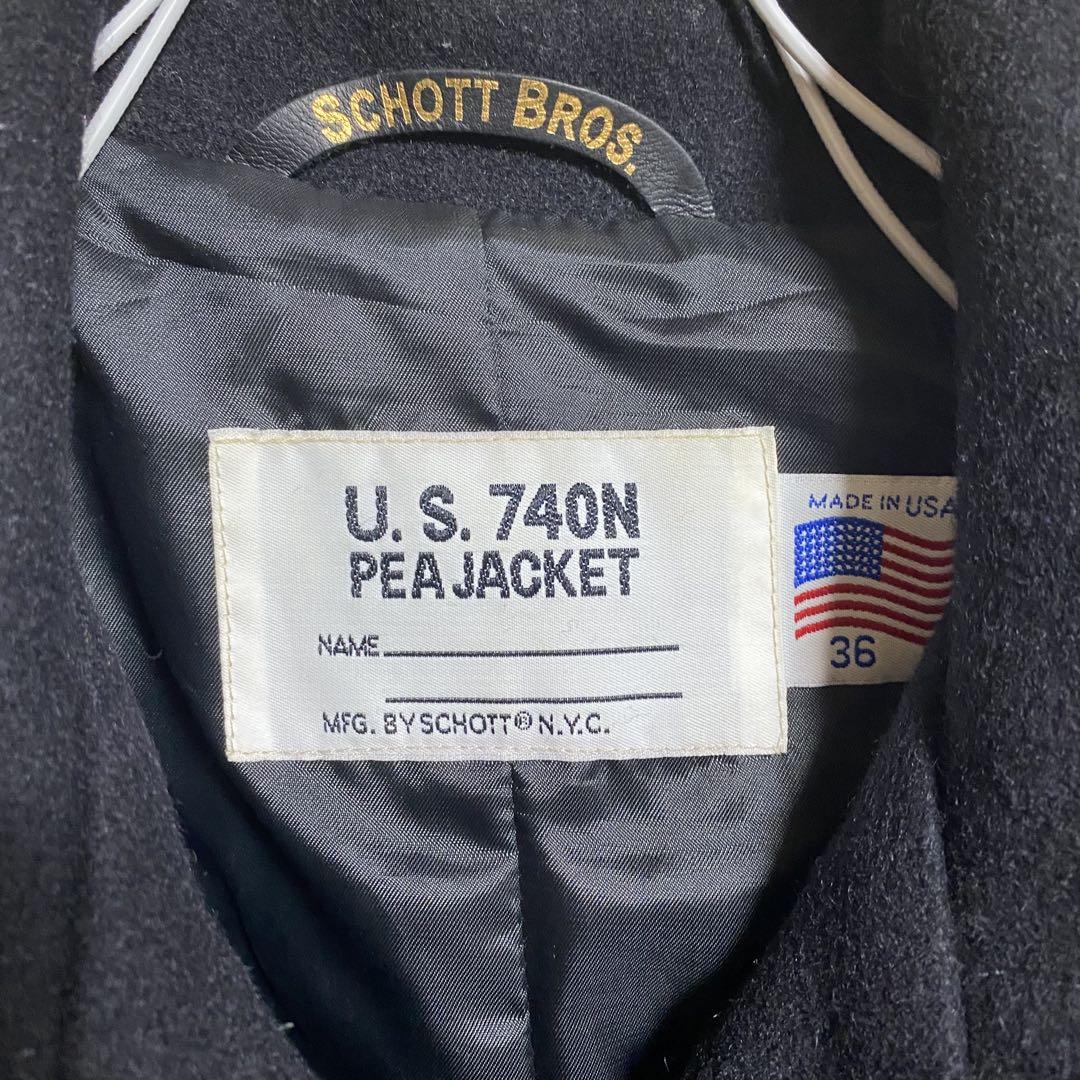 SCHOTT BROS.
U. S. 740N
PEA JACKET
NAME
MFG. BY SCHOTT® N.Y.C.
MADE IN USA
36